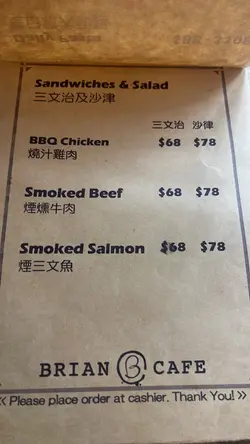 Sandwiches & Salad
三文治及沙津
三文治 沙律
BBQ Chicken $68 $78
燒汁雞肉
Smoked Beef $68 $78
煙燻牛肉
Smoked Salmon $68 $78
煙三文魚
BRIAN B CAFE
‹‹ Please place order at cashier. Thank You! ››